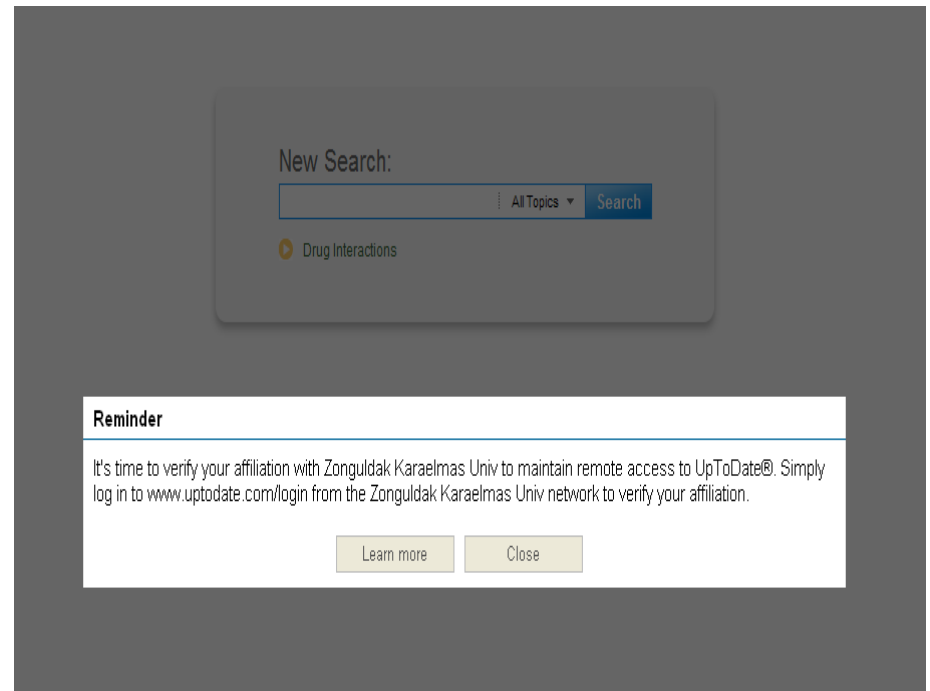 New Search:
All Topics
Search
Drug Interactions
Reminder
It's time to verify your affiliation with Zonguldak Karaelmas Univ to maintain remote access to UpToDate®. Simply
log in to www.uptodate.com/login from the Zonguldak Karaelmas Univ network to verify your affiliation.
Learn more
Close